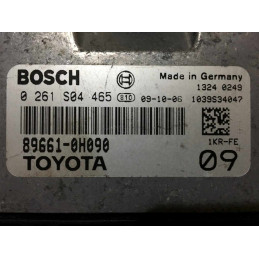 BOSCH Made in Germany
1324 0249
0 261 S04 465 ETC 09-10-06 1039S34047
89661-0H090
1KR-FE
TOYOTA 09